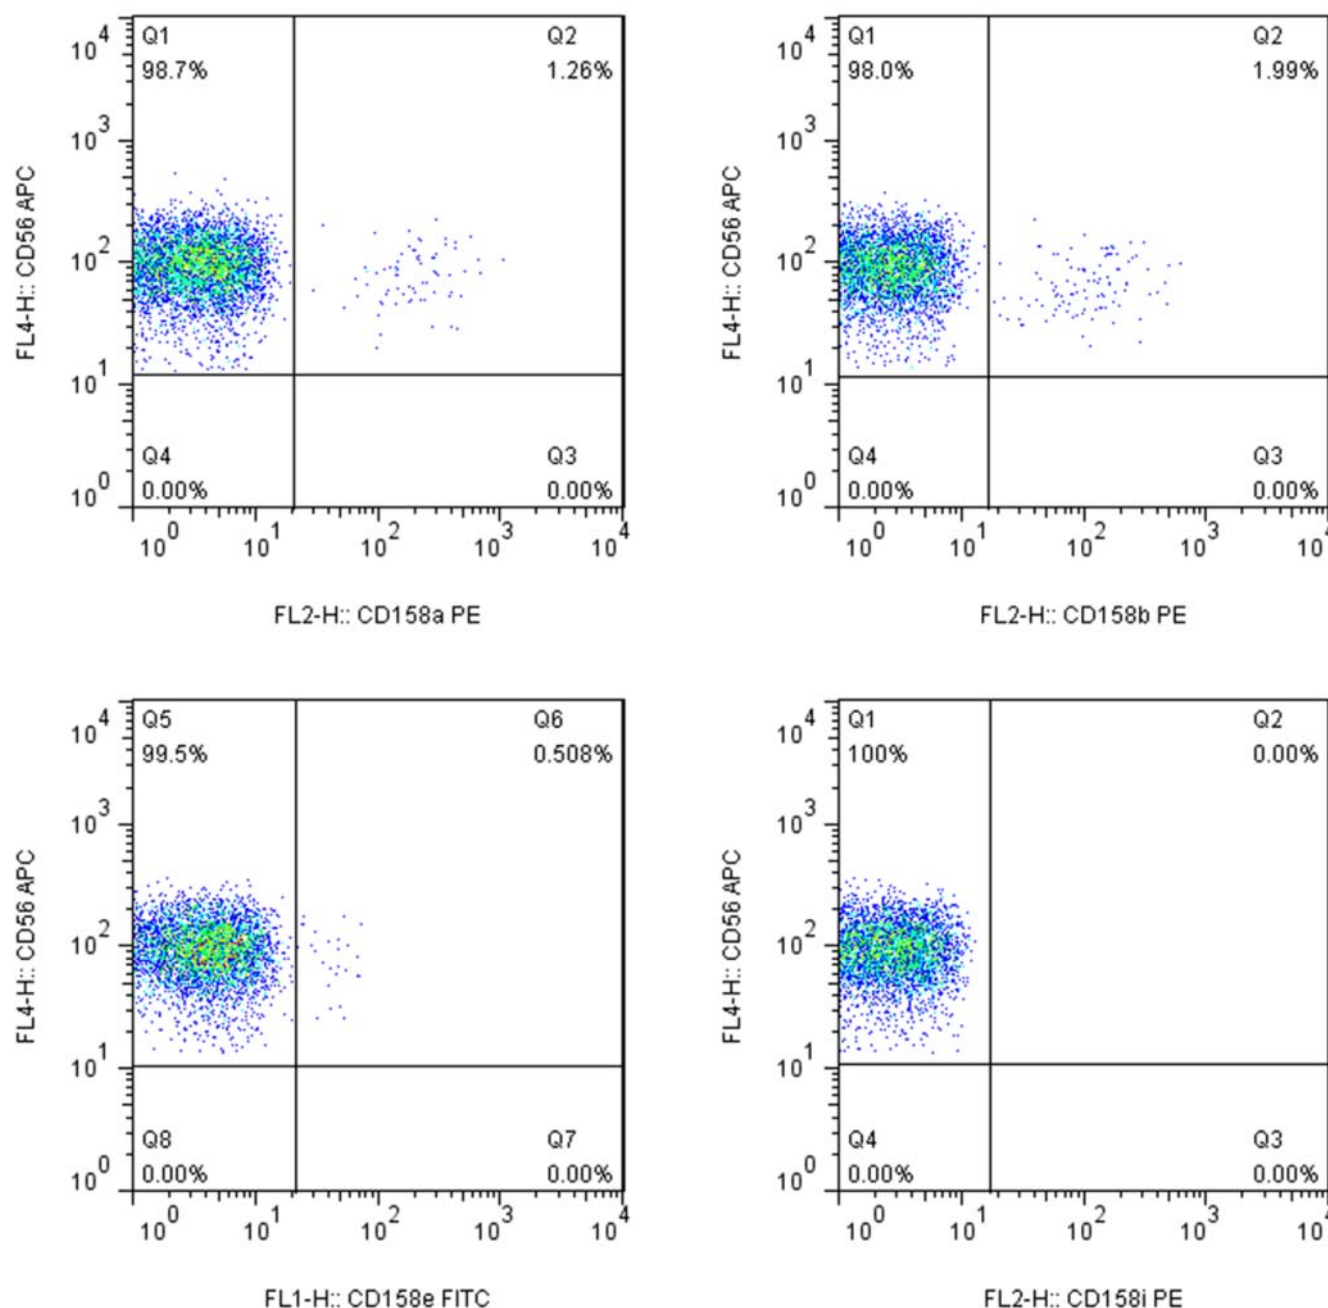 Q1 Q2
98.7% 1.26%
10^4
10^3
10^2
10^1
10^0
FL4-H:: CD56 APC
Q4 Q3
0.00% 0.00%
10^0 10^1 10^2 10^3 10^4
FL2-H:: CD158a PE
Q1 Q2
98.0% 1.99%
10^4
10^3
10^2
10^1
10^0
FL4-H:: CD56 APC
Q4 Q3
0.00% 0.00%
10^0 10^1 10^2 10^3 10
FL2-H:: CD158b PE
Q5 Q6
99.5% 0.508%
10^4
10^3
10^2
10^1
10^0
FL4-H:: CD56 APC
Q8 Q7
0.00% 0.00%
10^0 10^1 10^2 10^3 10^4
FL1-H:: CD158e FITC
Q1 Q2
100% 0.00%
10^4
10^3
10^2
10^1
10^0
FL4-H:: CD56 APC
Q4 Q3
0.00% 0.00%
10^0 10^1 10^2 10^3 10
FL2-H:: CD158i PE